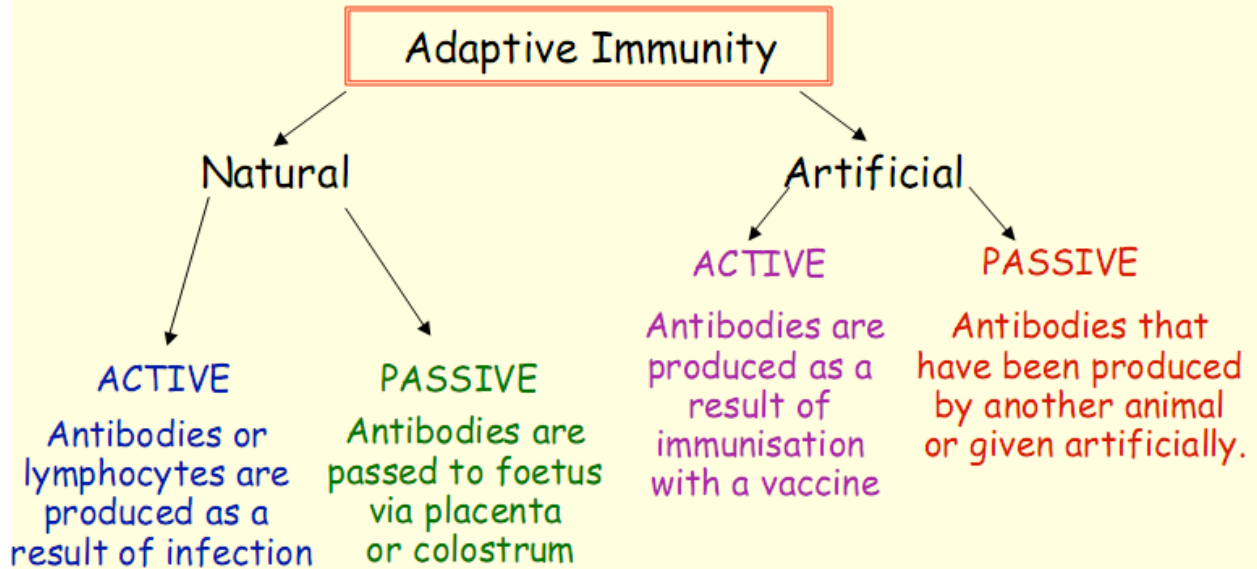 Adaptive Immunity
Natural
Artificial
ACTIVE
Antibodies or
lymphocytes are
produced as a
result of infection
PASSIVE
Antibodies are
passed to foetus
via placenta
or colostrum
ACTIVE
Antibodies are
produced as a
result of
immunisation
with a vaccine
PASSIVE
Antibodies that
have been produced
by another animal
or given artificially.